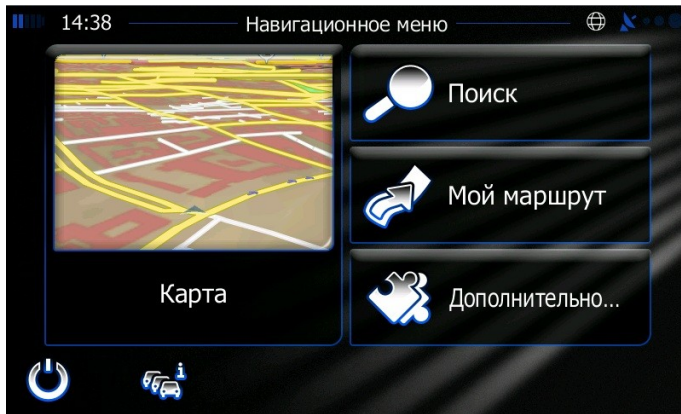 14:38
Навигационное меню
Поиск
Мой маршрут
Карта
Дополнительно...
i